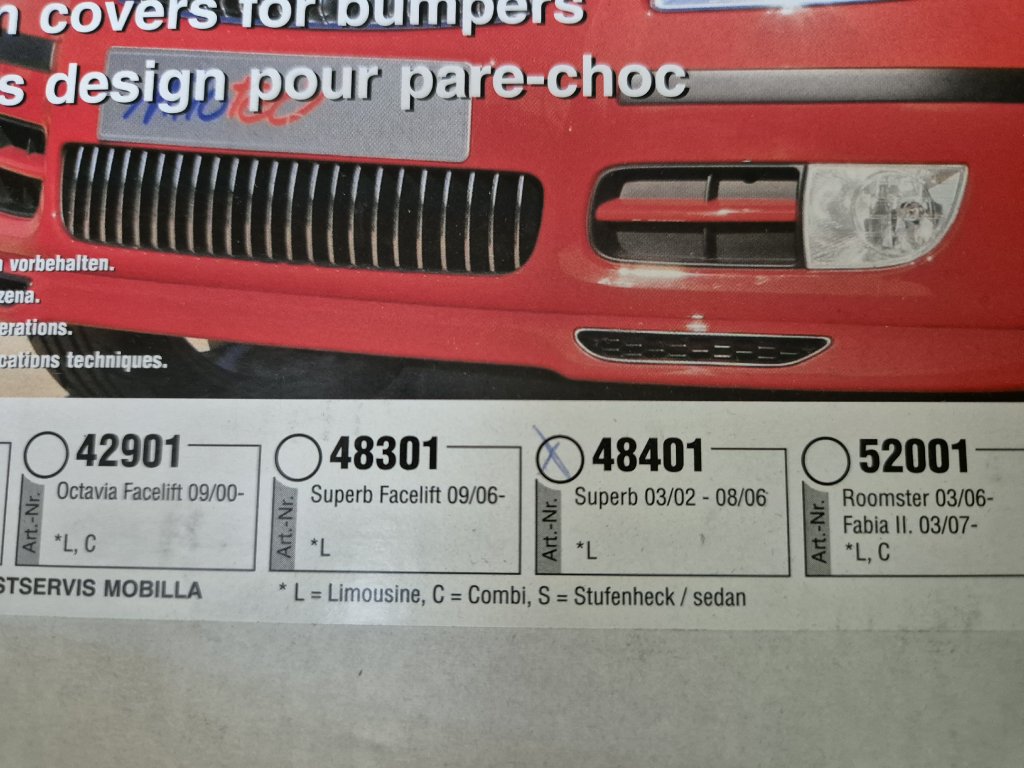 covers for bumpers
s design pour pare-choc
vorbehalten.
zena.
erations.
cations techniques.
42901
Art.-Nr.
Octavia Facelift 09/00-
*L, C
48301
Art.-Nr.
Superb Facelift 09/06-
*L
48401
Art.-Nr.
Superb 03/02 - 08/06
*L
52001
Art.-Nr.
Roomster 03/06-
Fabia II. 03/07-
*L, C
STSERVIS MOBILLA
* L = Limousine, C = Combi, S = Stufenheck / sedan